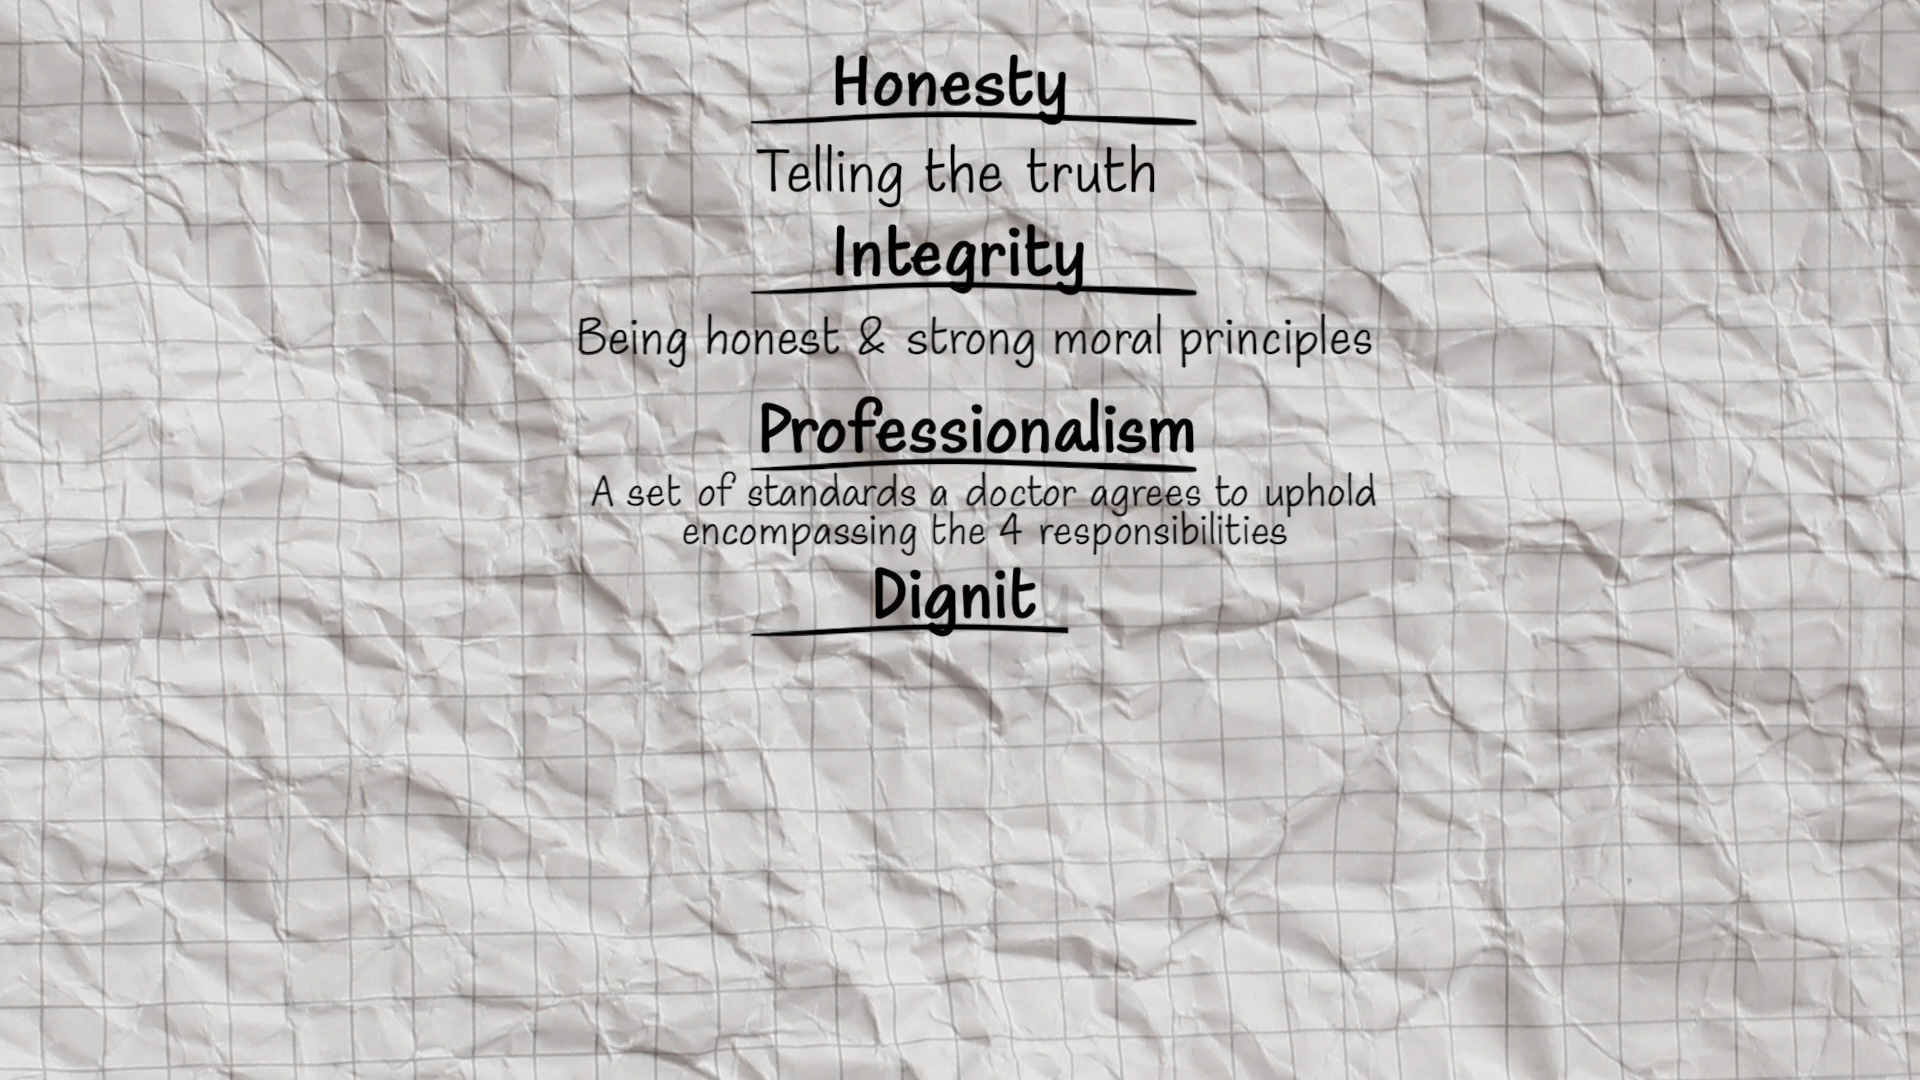 Honesty
Telling the truth
Integrity
Being honest & strong moral principles
Professionalism
A set of standards a doctor agrees to uphold
encompassing the 4 responsibilities
Dignity